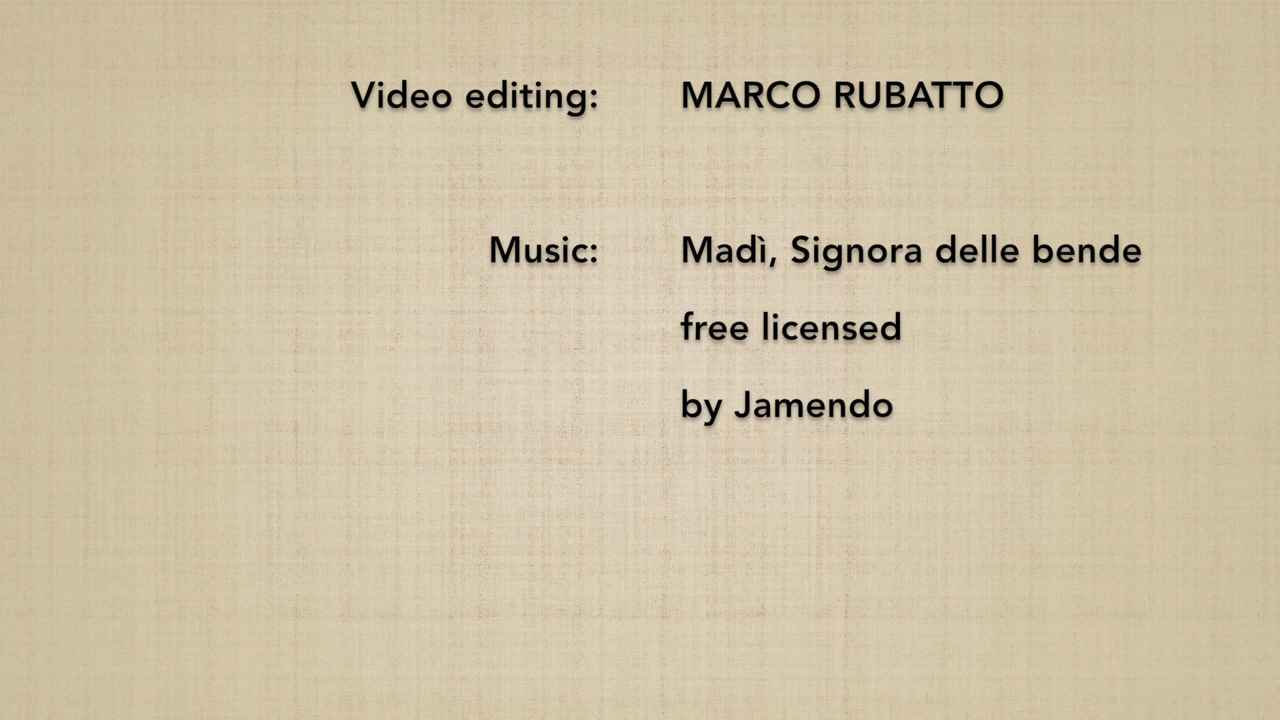 Video editing: MARCO RUBATTO
Music: Madì, Signora delle bende
free licensed
by Jamendo